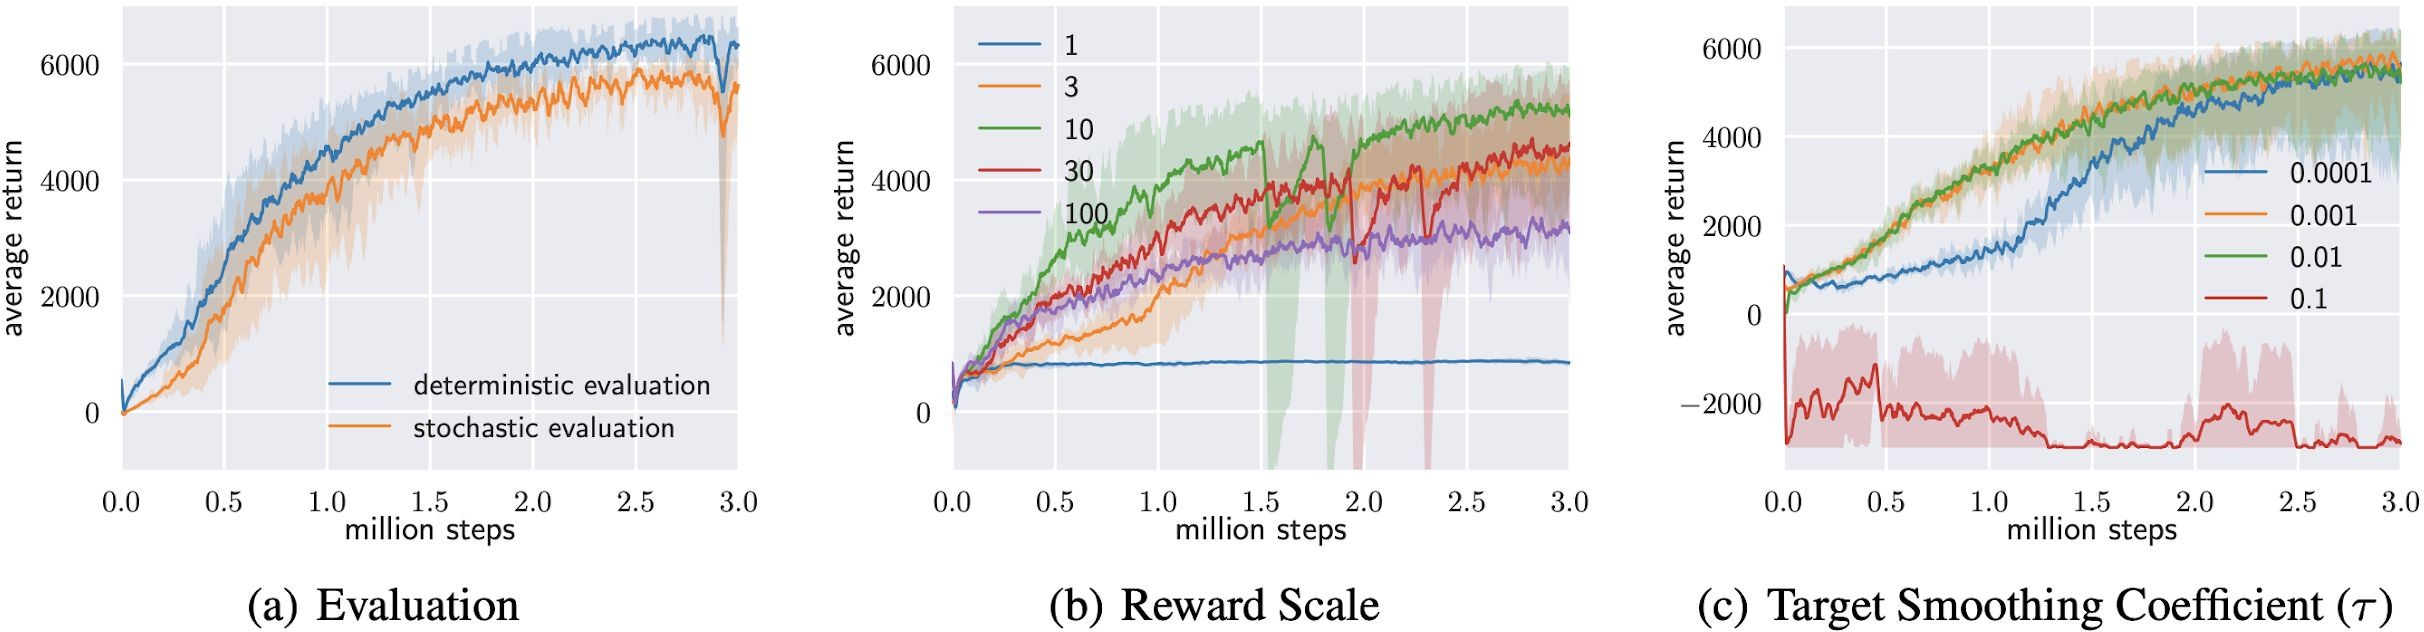 average return
6000
4000
2000
0
deterministic evaluation
stochastic evaluation
0.0 0.5 1.0 1.5 2.0 2.5 3.0
million steps
(a) Evaluation
average return
6000
4000
2000
0
1
3
10
30
100
0.0 0.5 1.0 1.5 2.0 2.5 3.0
million steps
(b) Reward Scale
average return
6000
4000
2000
0
−2000
0.0001
0.001
0.01
0.1
0.0 0.5 1.0 1.5 2.0 2.5 3.0
million steps
(c) Target Smoothing Coefficient (τ)